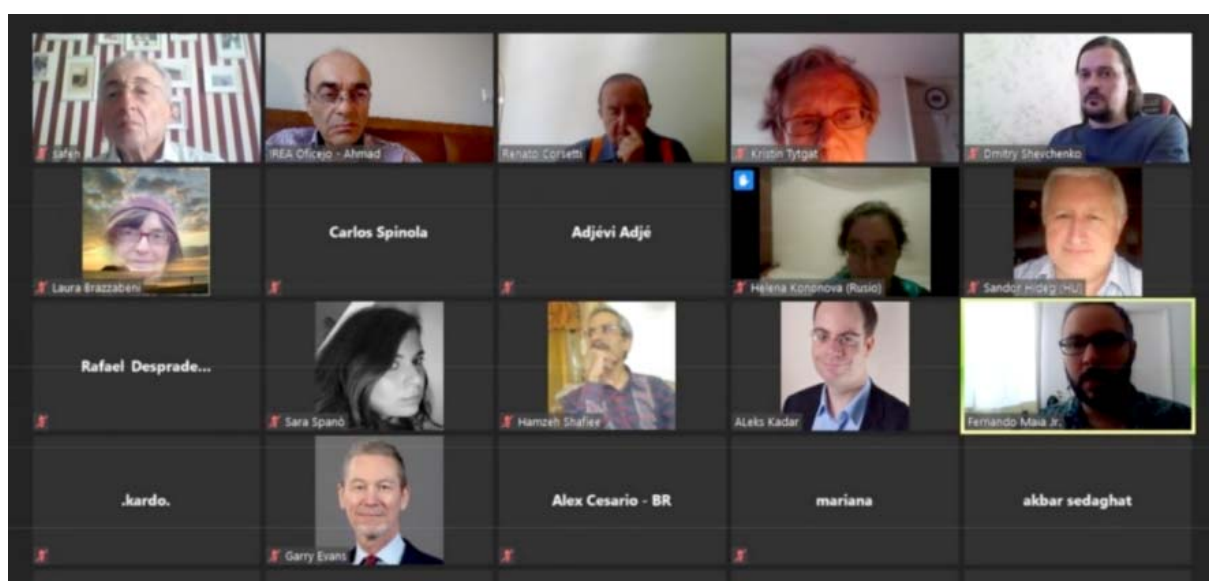 safen
IREA Oficejo - Ahmad
Renato Corsetti
Kristin Tytgat
Dmitry Shevchenko
Laura Brazzabeni
Carlos Spinola
Adjévi Adjé
Helena Kononova (Rusio)
Sandor Hideg (HU)
Rafael Desprade...
Sara Spanò
Hamzeh Shafiee
ALeks Kadar
Fernando Maia Jr.
.kardo.
Garry Evans
Alex Cesario - BR
mariana
akbar sedaghat